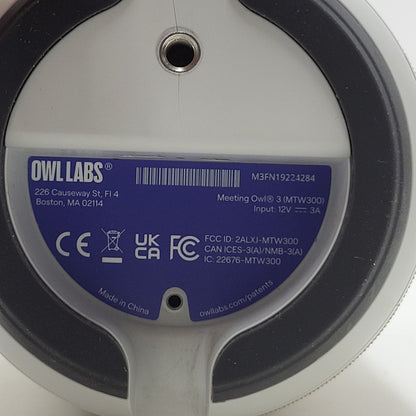 OWL LABS®
226 Causeway St, Fl 4
Boston, MA 02114
M3FN19224284
Meeting Owl® 3 (MTW300)
Input: 12V ⎓ 3A
CE
UK
CA
FC
FCC ID: 2ALXJ-MTW300
CAN ICES-3(A)/NMB-3(A)
IC: 22676-MTW300
Made in China
owllabs.com/patents